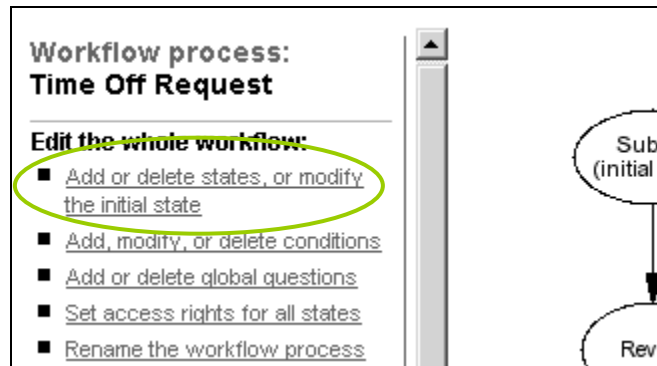 Workflow process:
Time Off Request
Edit the whole workflow:
Add or delete states, or modify
the initial state
Add, modify, or delete conditions
Add or delete global questions
Set access rights for all states
Rename the workflow process
Sub
(initial
Rev